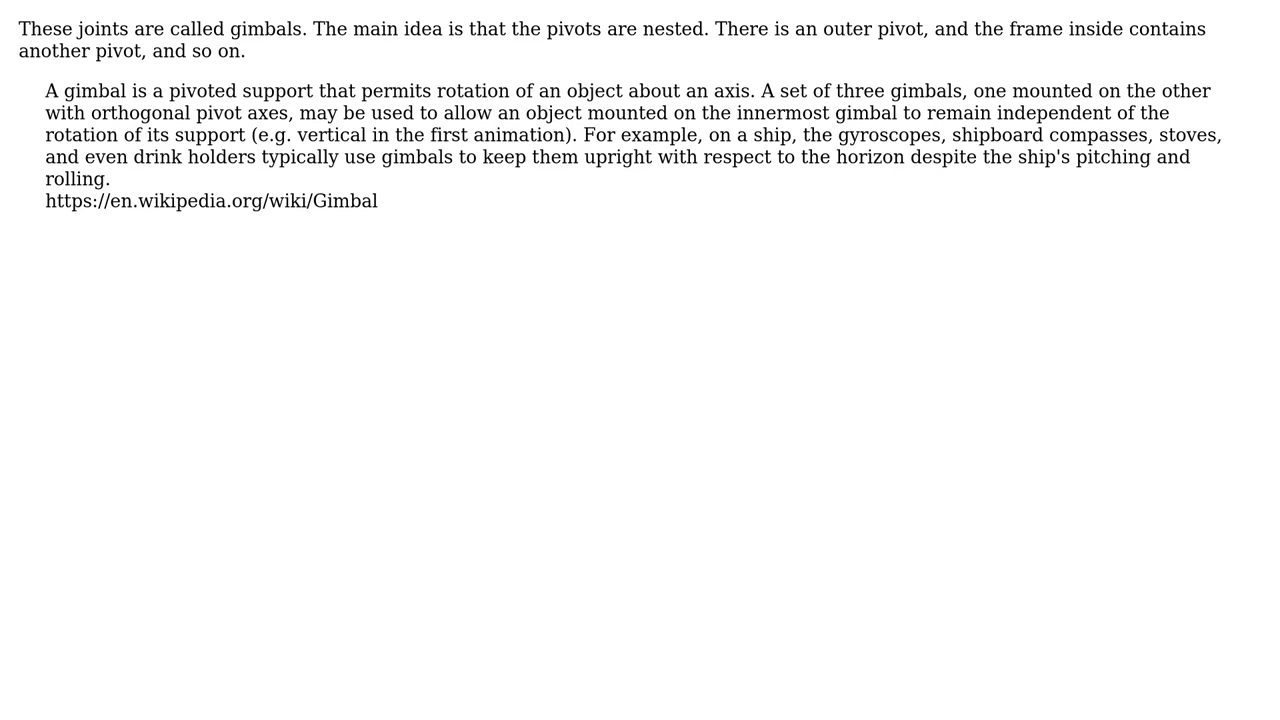 These joints are called gimbals. The main idea is that the pivots are nested. There is an outer pivot, and the frame inside contains
another pivot, and so on.
A gimbal is a pivoted support that permits rotation of an object about an axis. A set of three gimbals, one mounted on the other
with orthogonal pivot axes, may be used to allow an object mounted on the innermost gimbal to remain independent of the
rotation of its support (e.g. vertical in the first animation). For example, on a ship, the gyroscopes, shipboard compasses, stoves,
and even drink holders typically use gimbals to keep them upright with respect to the horizon despite the ship's pitching and
rolling.
https://en.wikipedia.org/wiki/Gimbal